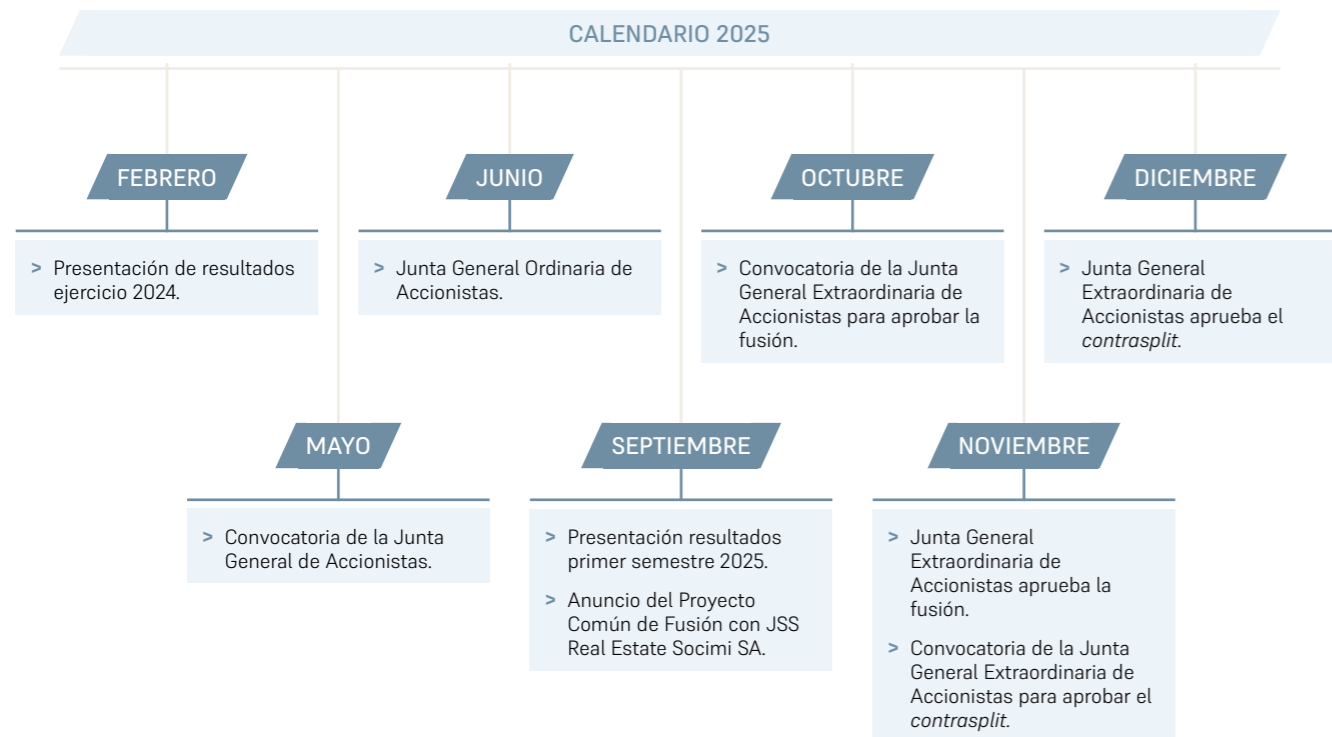 CALENDARIO 2025
FEBRERO
> Presentación de resultados
ejercicio 2024.
MAYO
> Convocatoria de la Junta
General de Accionistas.
JUNIO
> Junta General Ordinaria de
Accionistas.
SEPTIEMBRE
> Presentación resultados
primer semestre 2025.
> Anuncio del Proyecto
Común de Fusión con JSS
Real Estate Socimi SA.
OCTUBRE
> Convocatoria de la Junta
General Extraordinaria de
Accionistas para aprobar la
fusión.
NOVIEMBRE
> Junta General
Extraordinaria de
Accionistas aprueba la
fusión.
> Convocatoria de la Junta
General Extraordinaria de
Accionistas para aprobar el
contrasplit.
DICIEMBRE
> Junta General
Extraordinaria de
Accionistas aprueba el
contrasplit.